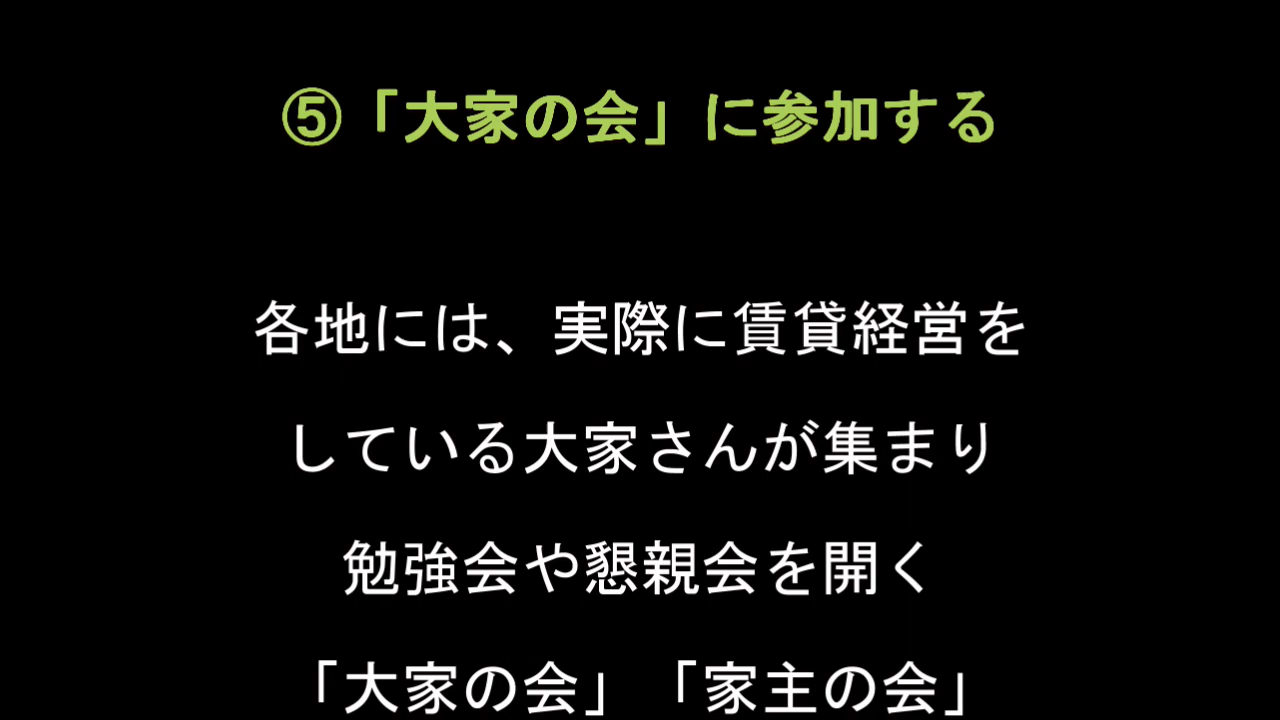 ⑤「大家の会」に参加する
各地には、実際に賃貸経営を
している大家さんが集まり
勉強会や懇親会を開く
「大家の会」「家主の会」